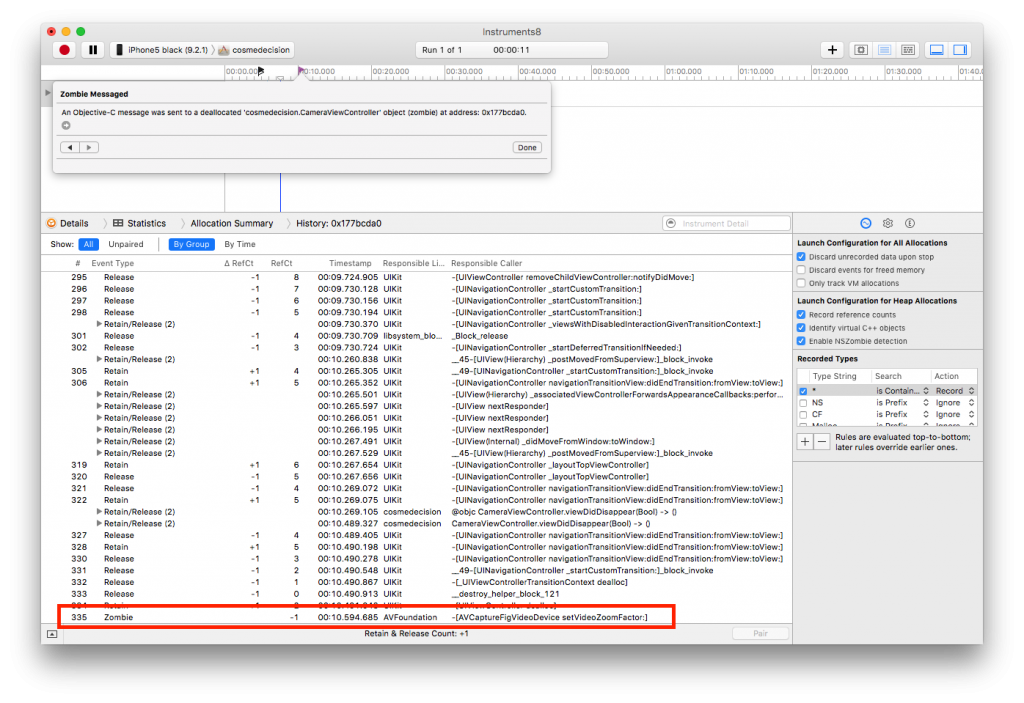 Instruments8
iPhone5 black (9.2.1) cosmedecision
Run 1 of 1 00:00:11
00:00.000 00:10.000 00:20.000 00:30.000 00:40.000 00:50.000 01:00.000 01:10.000 01:20.000 01:30.000 01:40.0
Zombie Messaged
An Objective-C message was sent to a deallocated 'cosmedecision.CameraViewController' object (zombie) at address: 0x177bcda0.
Done
Details Statistics Allocation Summary History: 0x177bcda0
Instrument Detail
Show: All Unpaired By Group By Time
# Event Type Δ RefCt RefCt Timestamp Responsible Li... Responsible Caller
295 Release -1 8 00:09.724.905 UIKit -[UIViewController removeChildViewController:notifyDidMove:]
296 Release -1 7 00:09.730.128 UIKit -[UINavigationController _startCustomTransition:]
297 Release -1 6 00:09.730.156 UIKit -[UINavigationController _startCustomTransition:]
298 Release -1 5 00:09.730.194 UIKit -[UINavigationController _startCustomTransition:]
Retain/Release (2) 00:09.730.370 UIKit -[UINavigationController _viewsWithDisabledInteractionGivenTransitionContext:]
301 Release -1 4 00:09.730.709 libsystem_blo... _Block_release
302 Release -1 3 00:09.730.724 UIKit -[UINavigationController _startDeferredTransitionIfNeeded:]
Retain/Release (2) 00:10.260.838 UIKit __45-[UIView(Hierarchy) _postMovedFromSuperview:]_block_invoke
305 Retain +1 4 00:10.265.305 UIKit __49-[UINavigationController _startCustomTransition:]_block_invoke
306 Retain +1 5 00:10.265.352 UIKit -[UINavigationController navigationTransitionView:didEndTransition:fromView:toView:]
Retain/Release (2) 00:10.265.501 UIKit -[UIView(Hierarchy) _associatedViewControllerForwardsAppearanceCallbacks:perfor...
Retain/Release (2) 00:10.265.597 UIKit -[UIView nextResponder]
Retain/Release (2) 00:10.266.051 UIKit -[UIView nextResponder]
Retain/Release (2) 00:10.266.195 UIKit -[UIView nextResponder]
Retain/Release (2) 00:10.267.491 UIKit -[UIView(Internal) _didMoveFromWindow:toWindow:]
Retain/Release (2) 00:10.267.529 UIKit __45-[UIView(Hierarchy) _postMovedFromSuperview:]_block_invoke
319 Retain +1 6 00:10.267.654 UIKit -[UINavigationController _layoutTopViewController]
320 Release -1 5 00:10.267.656 UIKit -[UINavigationController _layoutTopViewController]
321 Release -1 4 00:10.269.072 UIKit -[UINavigationController navigationTransitionView:didEndTransition:fromView:toView:]
322 Retain +1 5 00:10.269.075 UIKit -[UINavigationController navigationTransitionView:didEndTransition:fromView:toView:]
Retain/Release (2) 00:10.269.105 cosmedecision @objc CameraViewController.viewDidDisappear(Bool) -> ()
Retain/Release (2) 00:10.489.327 cosmedecision CameraViewController.viewDidDisappear(Bool) -> ()
327 Release -1 4 00:10.489.405 UIKit -[UINavigationController navigationTransitionView:didEndTransition:fromView:toView:]
328 Retain +1 5 00:10.490.198 UIKit -[UINavigationController navigationTransitionView:didEndTransition:fromView:toView:]
330 Release -1 3 00:10.490.278 UIKit -[UINavigationController navigationTransitionView:didEndTransition:fromView:toView:]
331 Release -1 2 00:10.490.548 UIKit __49-[UINavigationController _startCustomTransition:]_block_invoke
332 Release -1 1 00:10.490.867 UIKit -[_UIViewControllerTransitionContext dealloc]
333 Release -1 0 00:10.490.913 UIKit __destroy_helper_block_121
335 Zombie -1 00:10.594.685 AVFoundation -[AVCaptureFigVideoDevice setVideoZoomFactor:]
Retain & Release Count: +1
Pair
Launch Configuration for All Allocations
Discard unrecorded data upon stop
Discard events for freed memory
Only track VM allocations
Launch Configuration for Heap Allocations
Record reference counts
Identify virtual C++ objects
Enable NSZombie detection
Recorded Types
Type String Search Action
* is Contain... Record
NS is Prefix Ignore
CF is Prefix Ignore
Malloc is Prefix Ignore
Rules are evaluated top-to-bottom;
later rules override earlier ones.